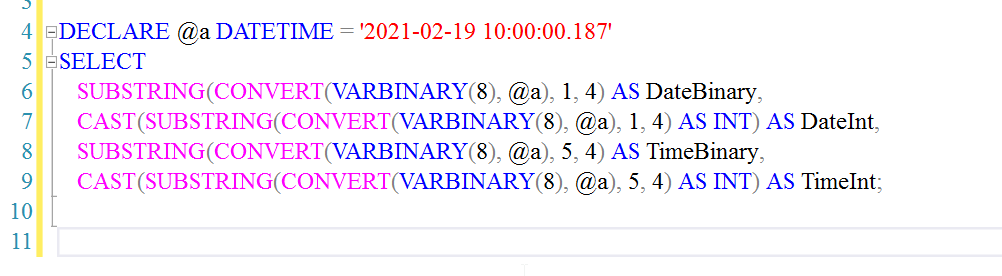 3
4 DECLARE @a DATETIME = '2021-02-19 10:00:00.187'
5 SELECT
6 SUBSTRING(CONVERT(VARBINARY(8), @a), 1, 4) AS DateBinary,
7 CAST(SUBSTRING(CONVERT(VARBINARY(8), @a), 1, 4) AS INT) AS DateInt,
8 SUBSTRING(CONVERT(VARBINARY(8), @a), 5, 4) AS TimeBinary,
9 CAST(SUBSTRING(CONVERT(VARBINARY(8), @a), 5, 4) AS INT) AS TimeInt;
10
11